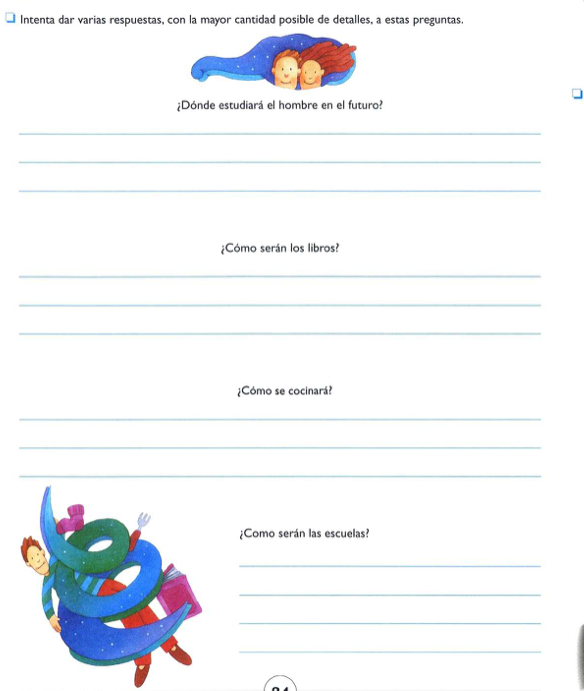 Intenta dar varias respuestas, con la mayor cantidad posible de detalles, a estas preguntas.
¿Dónde estudiará el hombre en el futuro?
¿Cómo serán los libros?
¿Cómo se cocinará?
¿Como serán las escuelas?